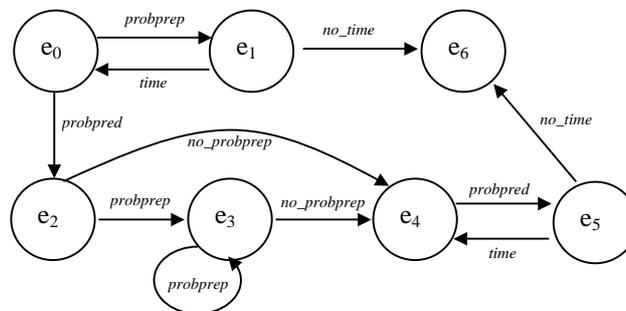 probprep
e0
e1
no_time
e6
time
probpred
no_time
no_probprep
e2
probprep
e3
no_probprep
e4
probpred
e5
time
probprep